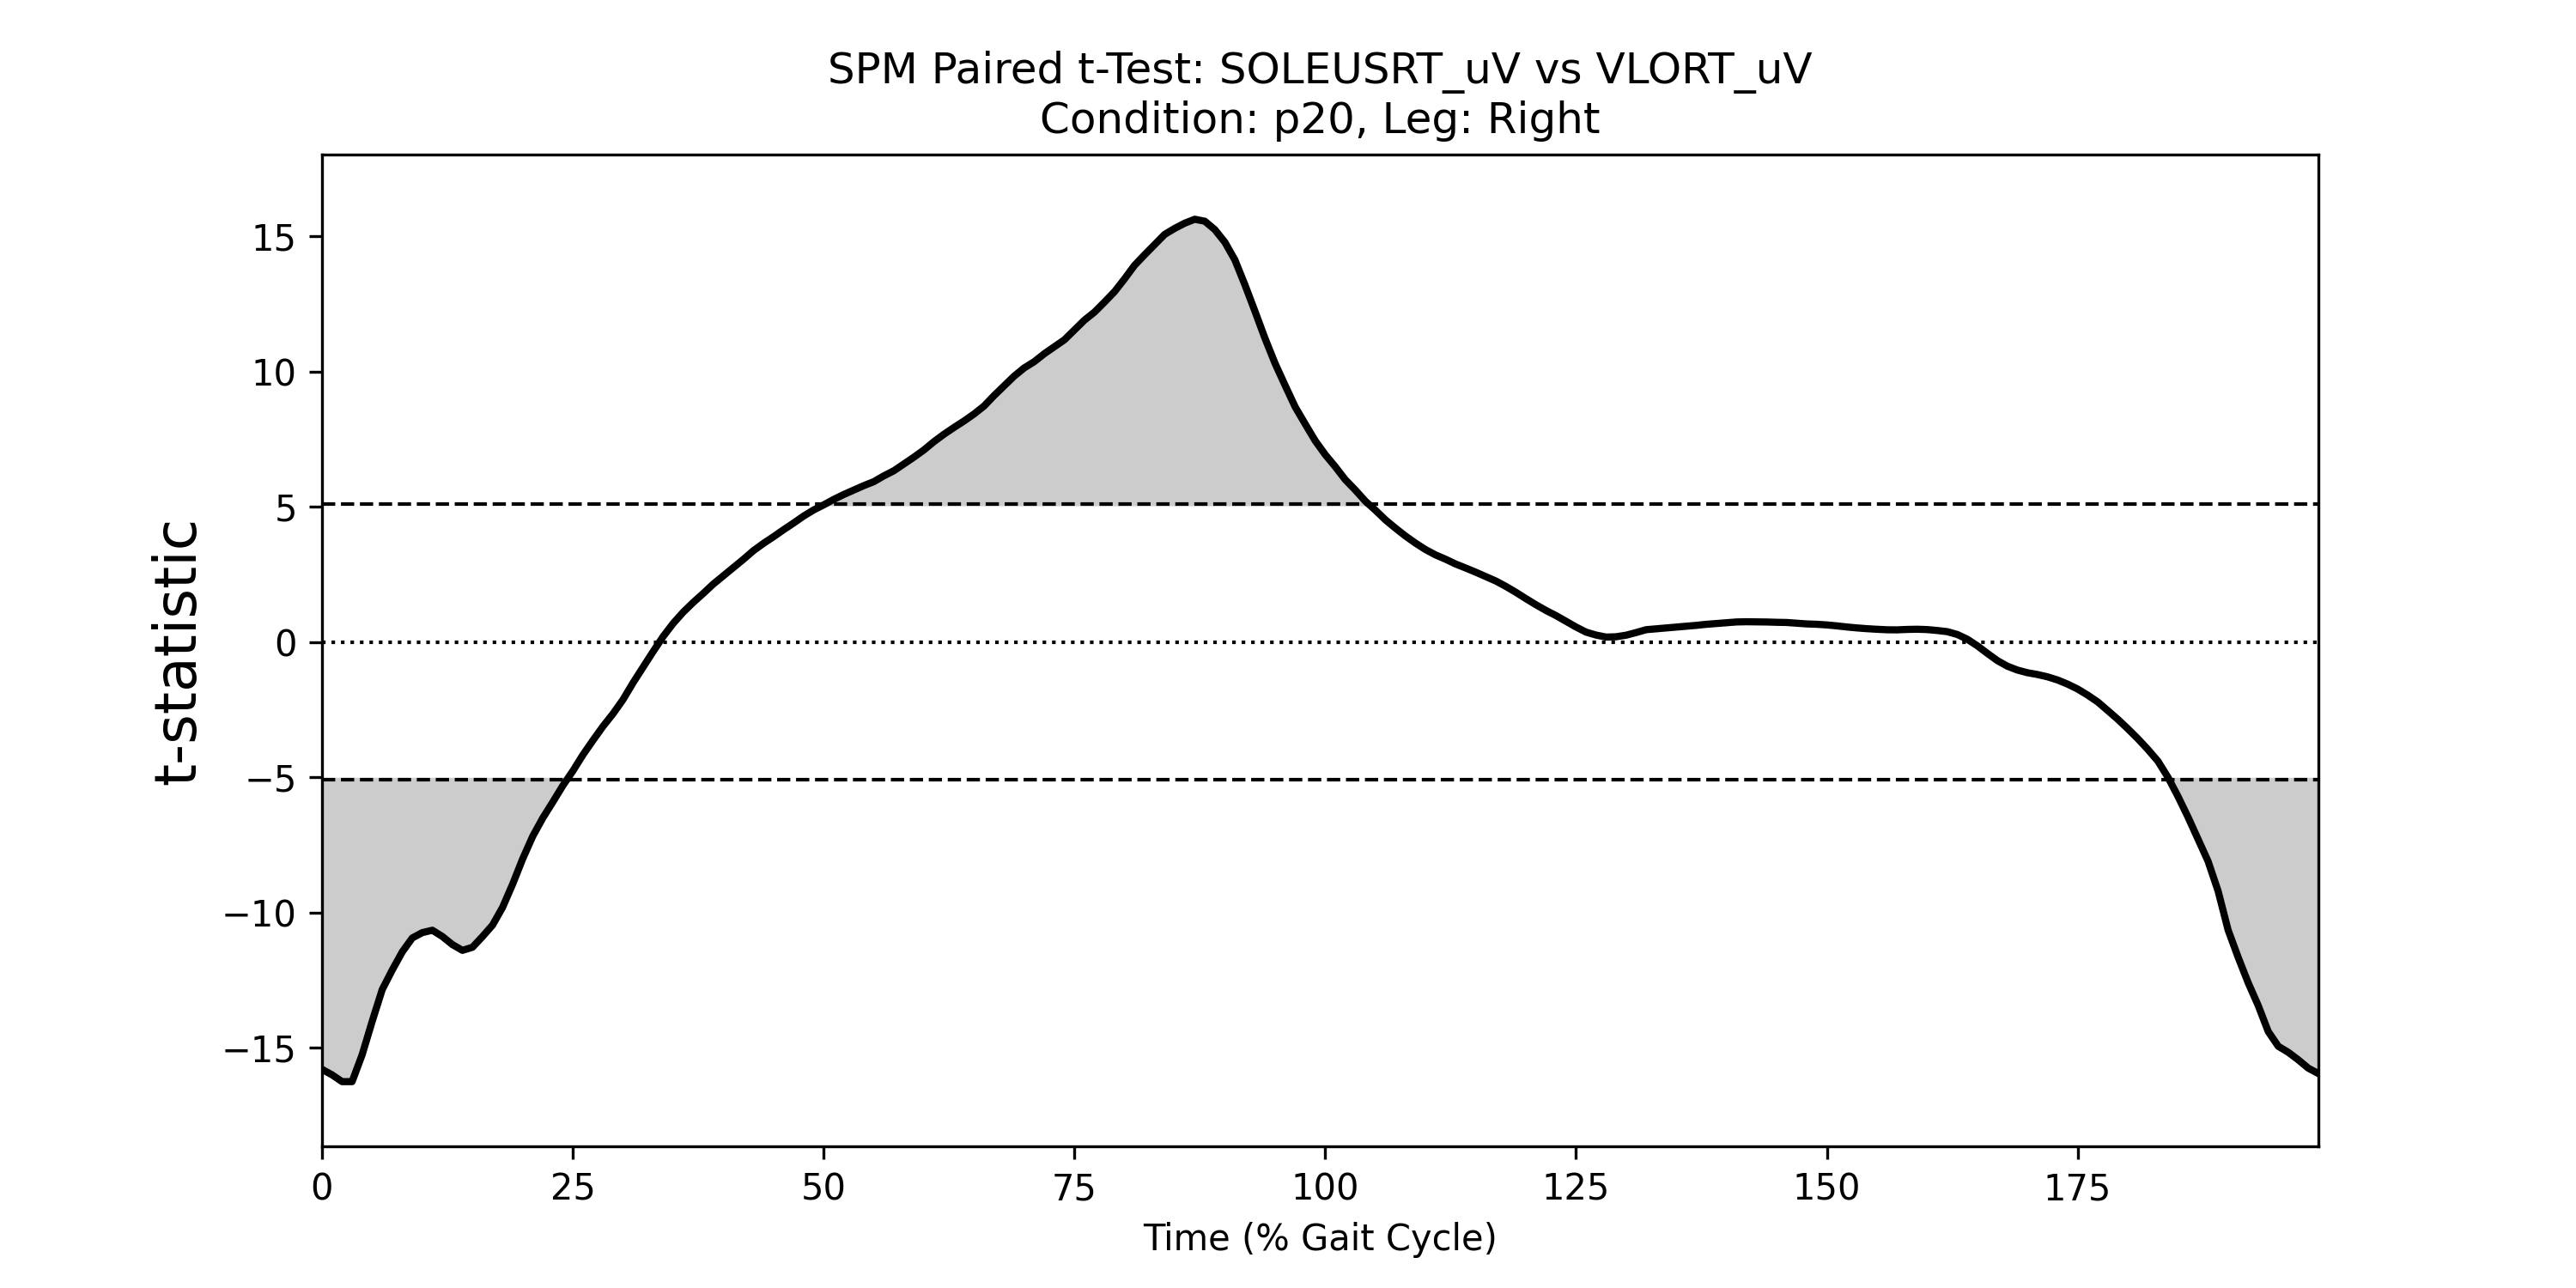 SPM Paired t-Test: SOLEUSRT_uV vs VLORT_uV
Condition: p20, Leg: Right
t-statistic
15
10
5
0
−5
−10
−15
0 25 50 75 100 125 150 175
Time (% Gait Cycle)